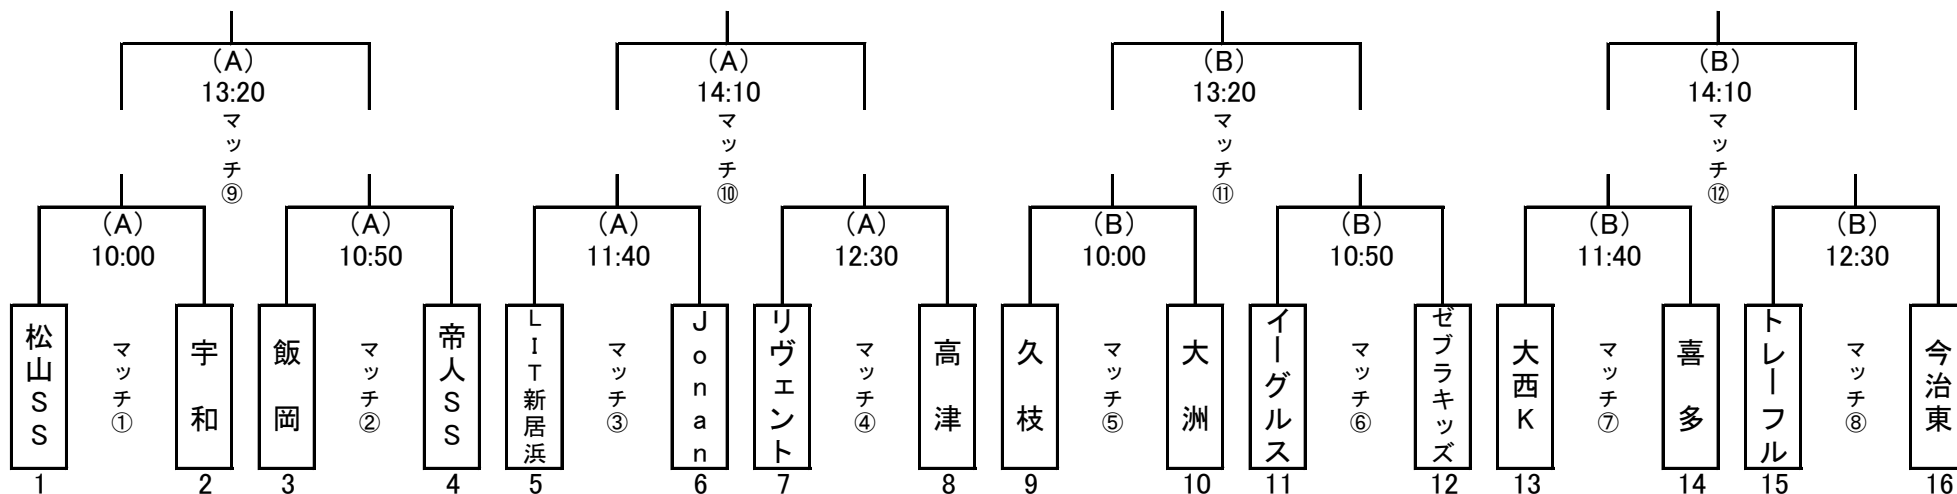 (A)
13:20
マッチ⑨
(A)
14:10
マッチ⑩
(B)
13:20
マッチ⑪
(B)
14:10
マッチ⑫
(A)
10:00
(A)
10:50
(A)
11:40
(A)
12:30
(B)
10:00
(B)
10:50
(B)
11:40
(B)
12:30
松山SS
マッチ①
宇和
飯岡
マッチ②
帝人SS
LIT新居浜
マッチ③
Jonan
リヴェント
マッチ④
高津
久枝
マッチ⑤
大洲
イーグルス
マッチ⑥
ゼブラキッズ
大西K
マッチ⑦
喜多
トレーフル
マッチ⑧
今治東
1 2 3 4 5 6 7 8 9 10 11 12 13 14 15 16